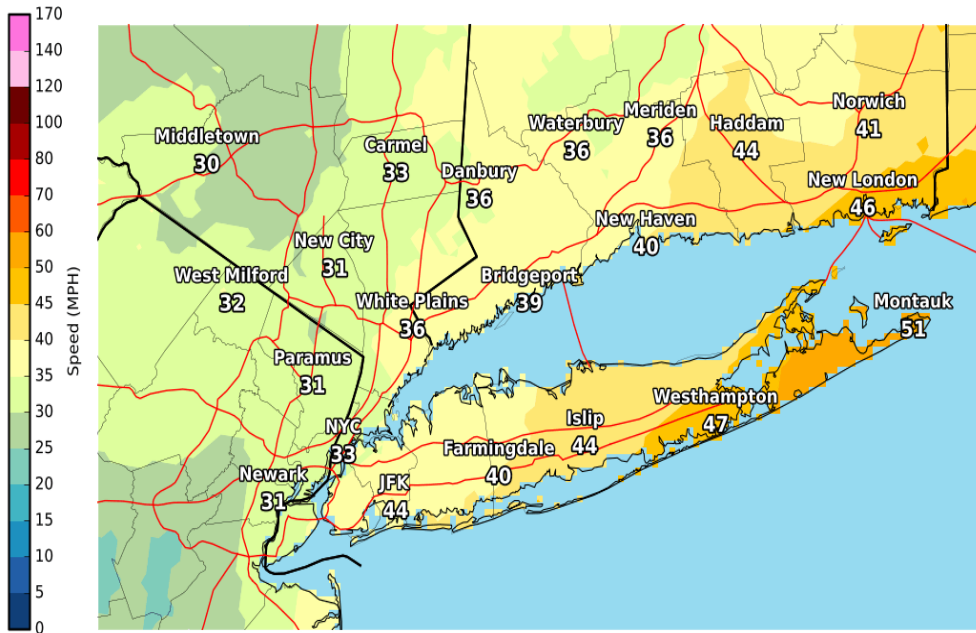 170
140
120
100
80
70
60
50
45
40
35
30
25
20
15
10
5
0
Speed (MPH)
Middletown
30
Carmel
33
Waterbury
36
Meriden
36
Haddam
44
Norwich
41
Danbury
36
New London
46
New City
31
New Haven
40
West Milford
32
White Plains
36
Bridgeport
39
Montauk
51
Paramus
31
Westhampton
47
Islip
44
NYC
33
Farmingdale
40
Newark
31
JFK
44